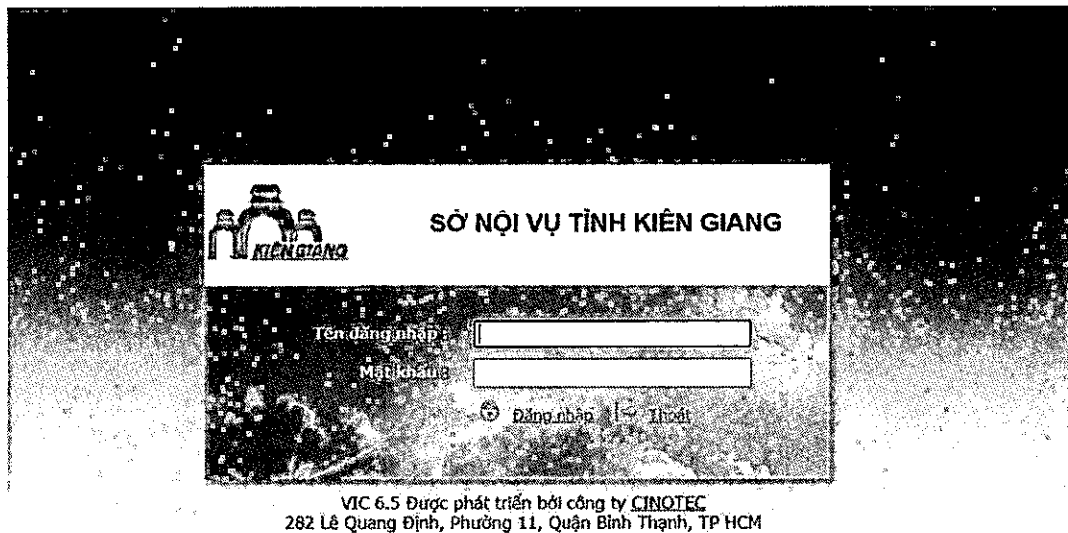 SỞ NỘI VỤ TỈNH KIÊN GIANG
KIÊN GIANG
Tên đăng nhập :
Mật khẩu :
Đăng nhập Thoát
VIC 6.5 Được phát triển bởi công ty CINOTEC
282 Lê Quang Định, Phường 11, Quận Bình Thạnh, TP HCM